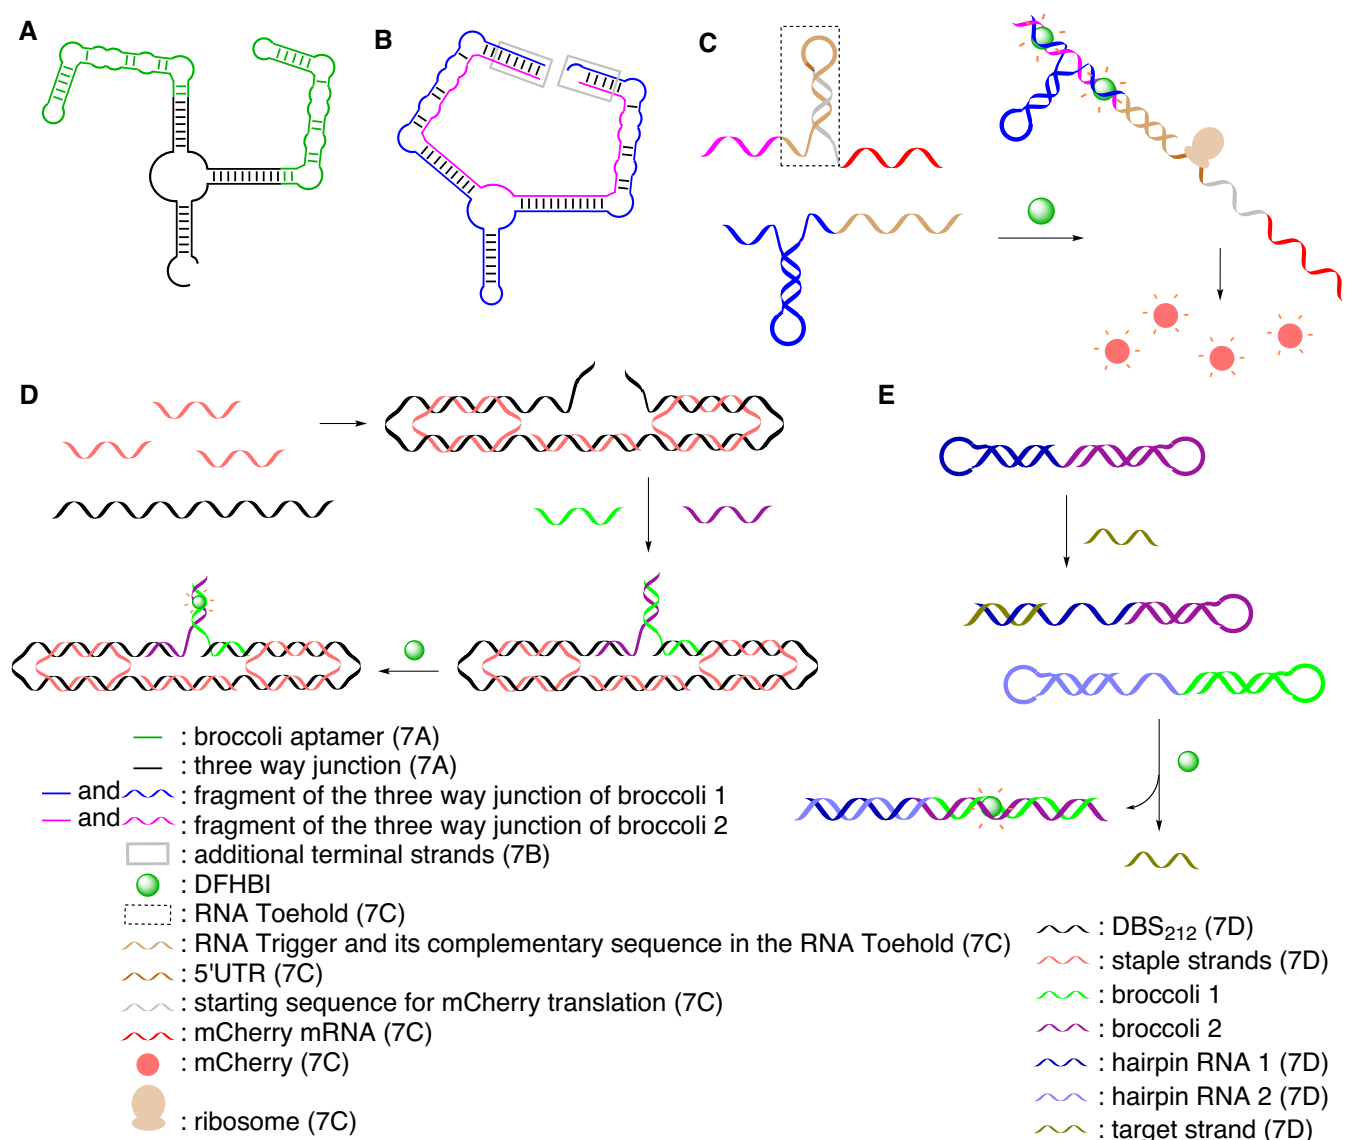 A
B
C
D
E
: broccoli aptamer (7A)
: three way junction (7A)
and : fragment of the three way junction of broccoli 1
and : fragment of the three way junction of broccoli 2
: additional terminal strands (7B)
: DFHBI
: RNA Toehold (7C)
: RNA Trigger and its complementary sequence in the RNA Toehold (7C)
: 5'UTR (7C)
: starting sequence for mCherry translation (7C)
: mCherry mRNA (7C)
: mCherry (7C)
: ribosome (7C)
: DBS212 (7D)
: staple strands (7D)
: broccoli 1
: broccoli 2
: hairpin RNA 1 (7D)
: hairpin RNA 2 (7D)
: target strand (7D)